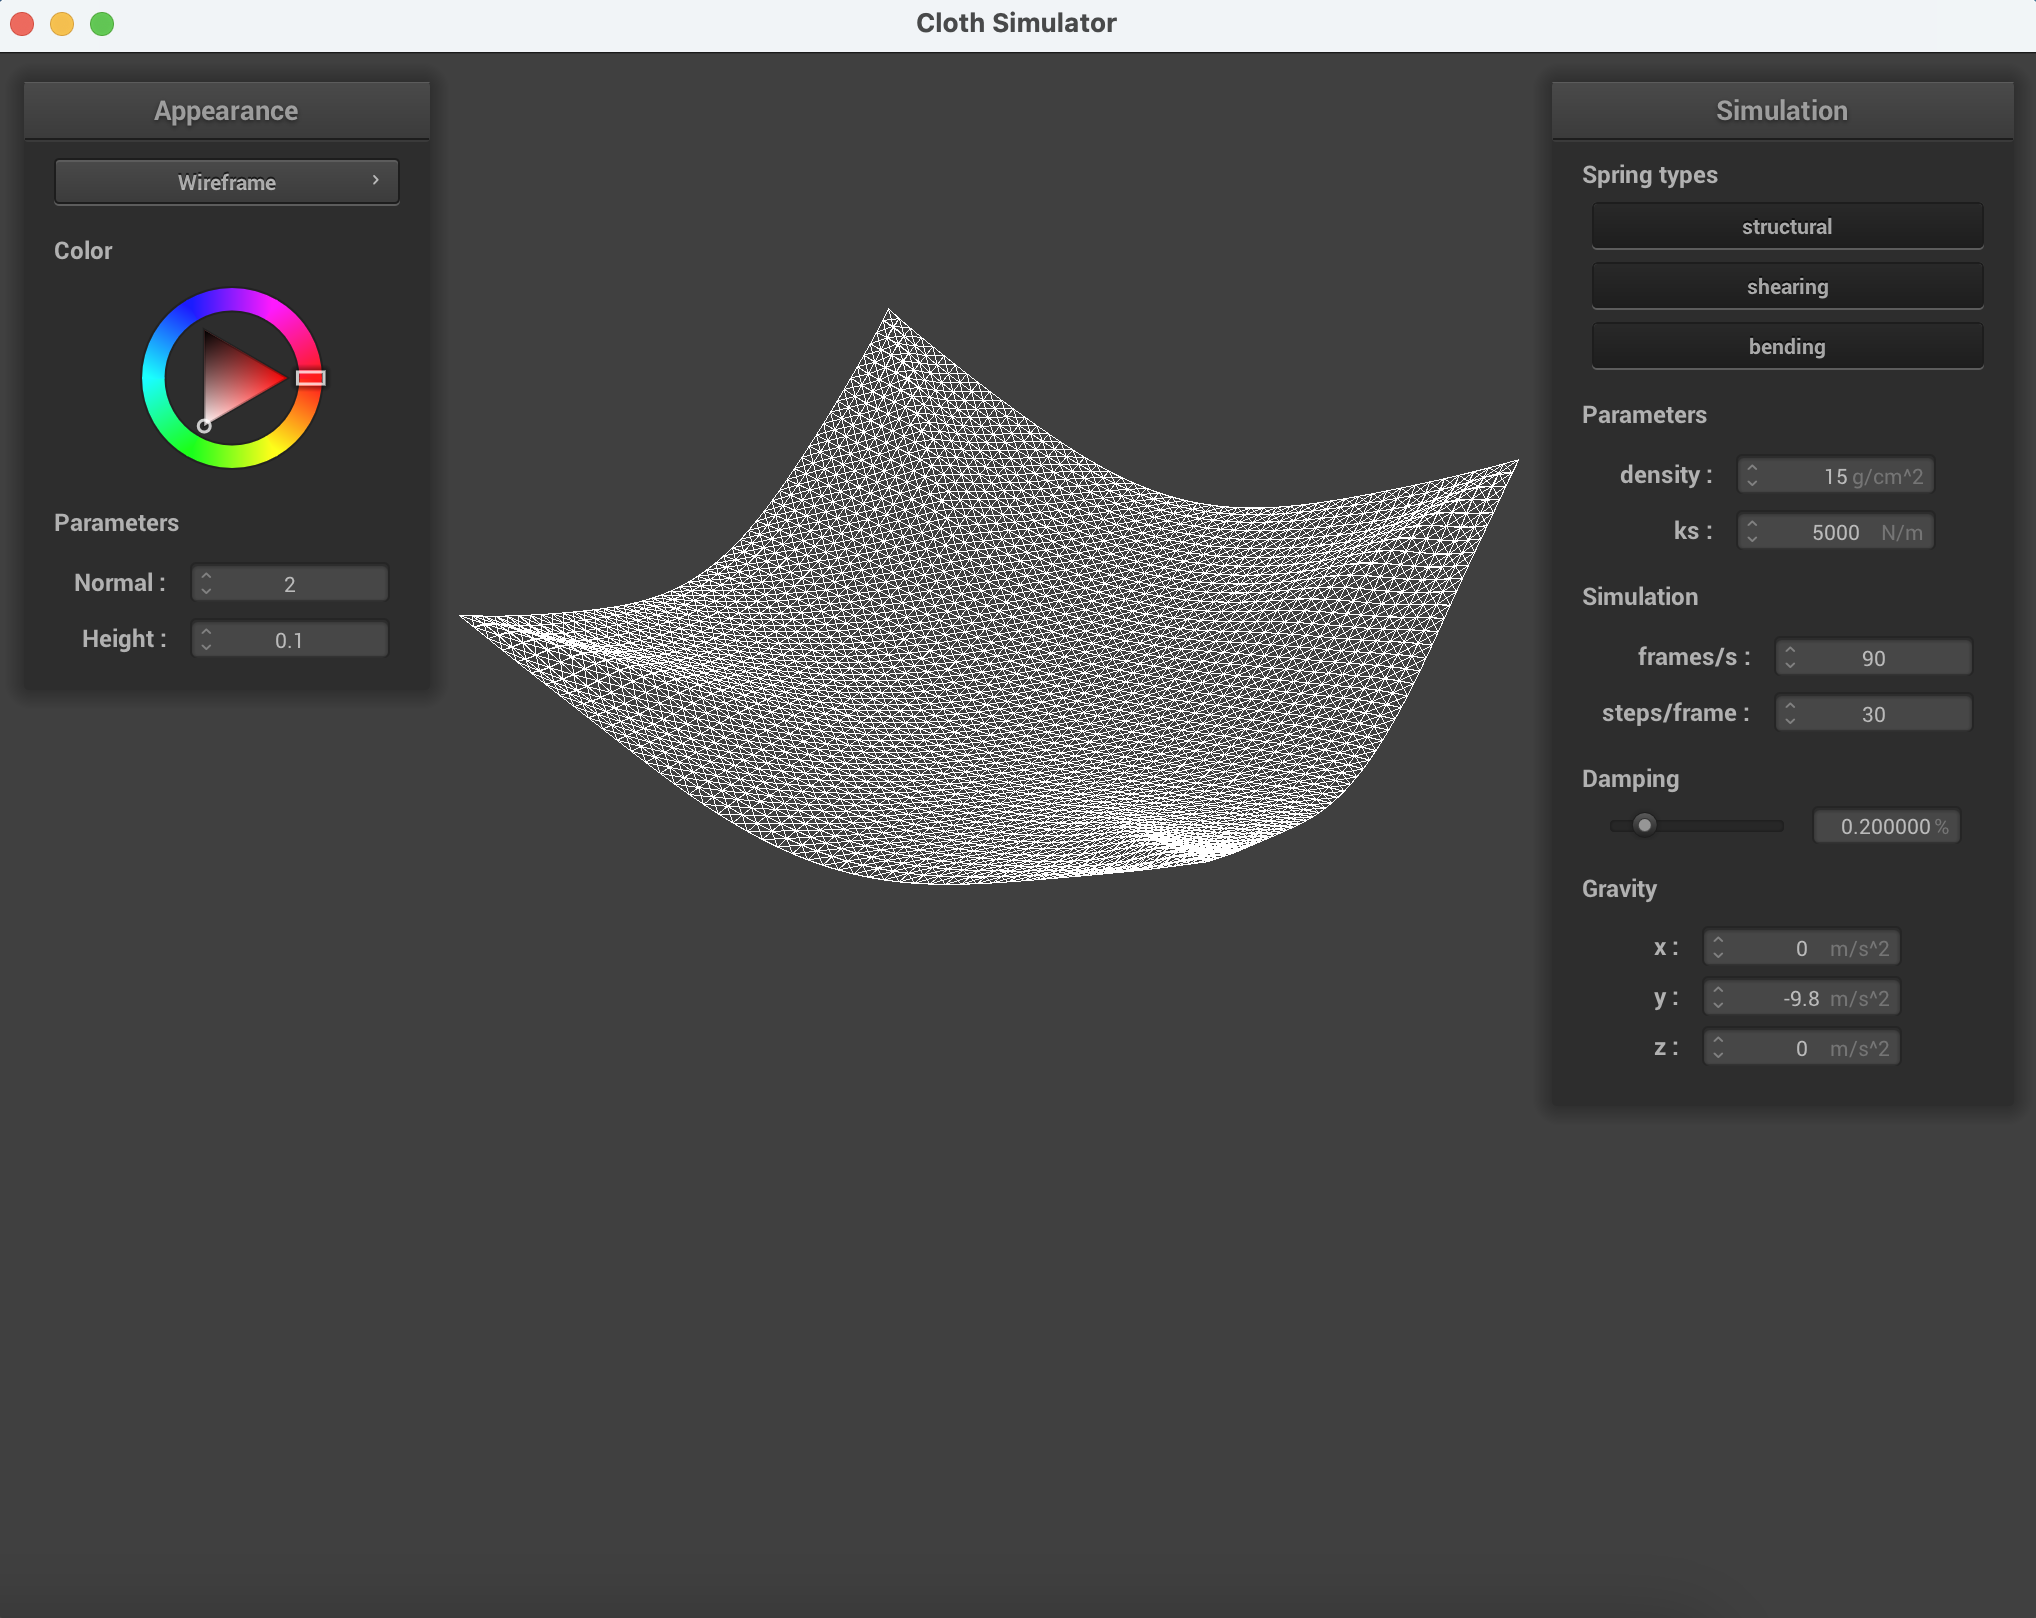 Cloth Simulator
Appearance
Wireframe
Color
Parameters
Normal : 2
Height : 0.1
Simulation
Spring types
structural
shearing
bending
Parameters
density : 15 g/cm^2
ks : 5000 N/m
Simulation
frames/s : 90
steps/frame : 30
Damping
0.200000 %
Gravity
x : 0 m/s^2
y : -9.8 m/s^2
z : 0 m/s^2